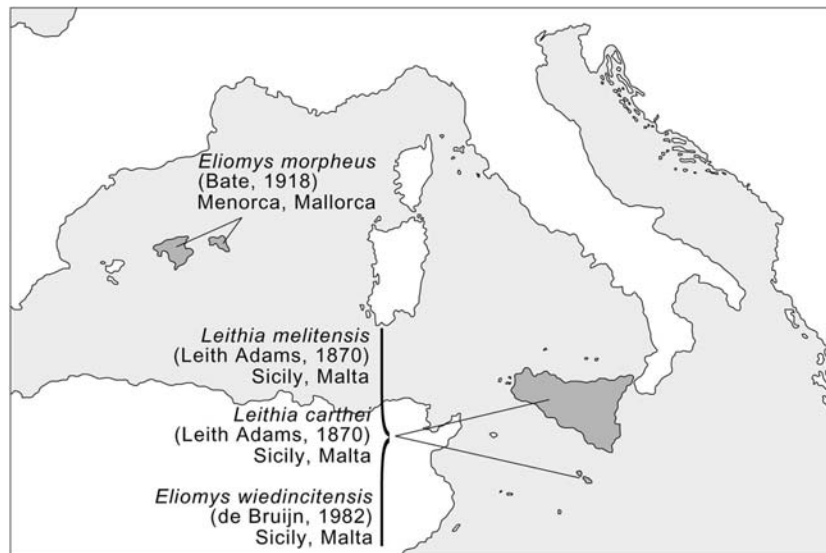 Eliomys morpheus
(Bate, 1918)
Menorca, Mallorca
Leithia melitensis
(Leith Adams, 1870)
Sicily, Malta
Leithia carthei
(Leith Adams, 1870)
Sicily, Malta
Eliomys wiedincitensis
(de Bruijn, 1982)
Sicily, Malta